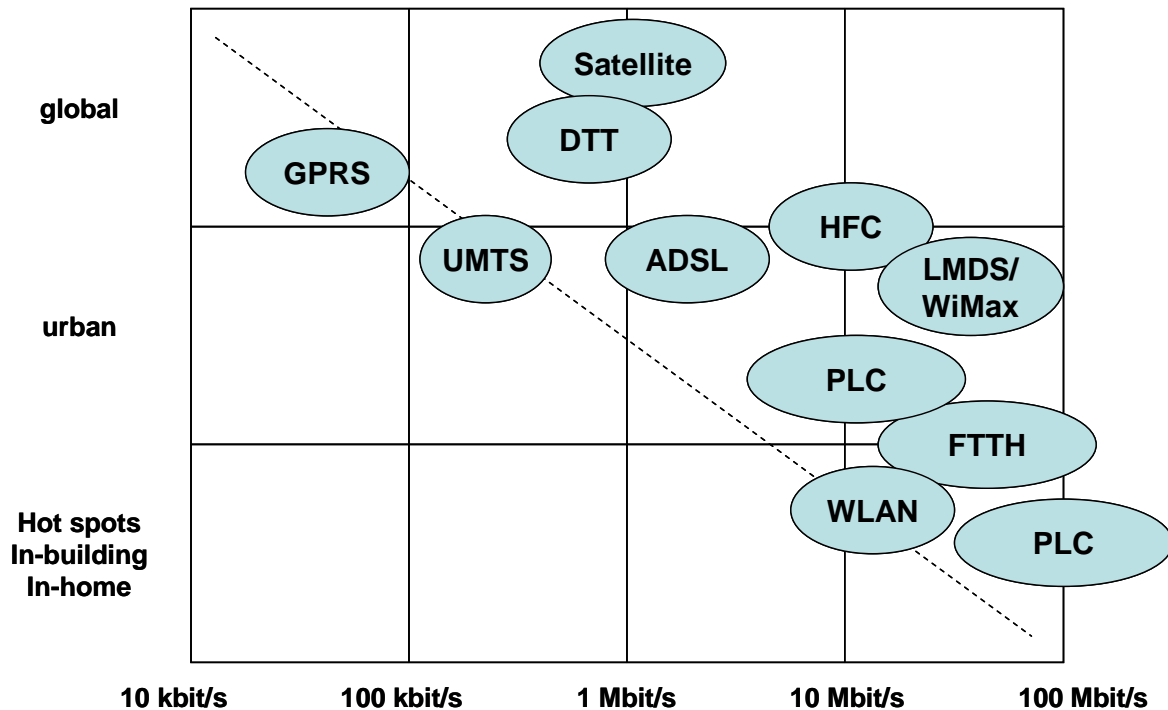 Satellite
global
DTT
GPRS
HFC
UMTS
ADSL
LMDS/
WiMax
urban
PLC
FTTH
WLAN
Hot spots
In-building
In-home
PLC
10 kbit/s
100 kbit/s
1 Mbit/s
10 Mbit/s
100 Mbit/s